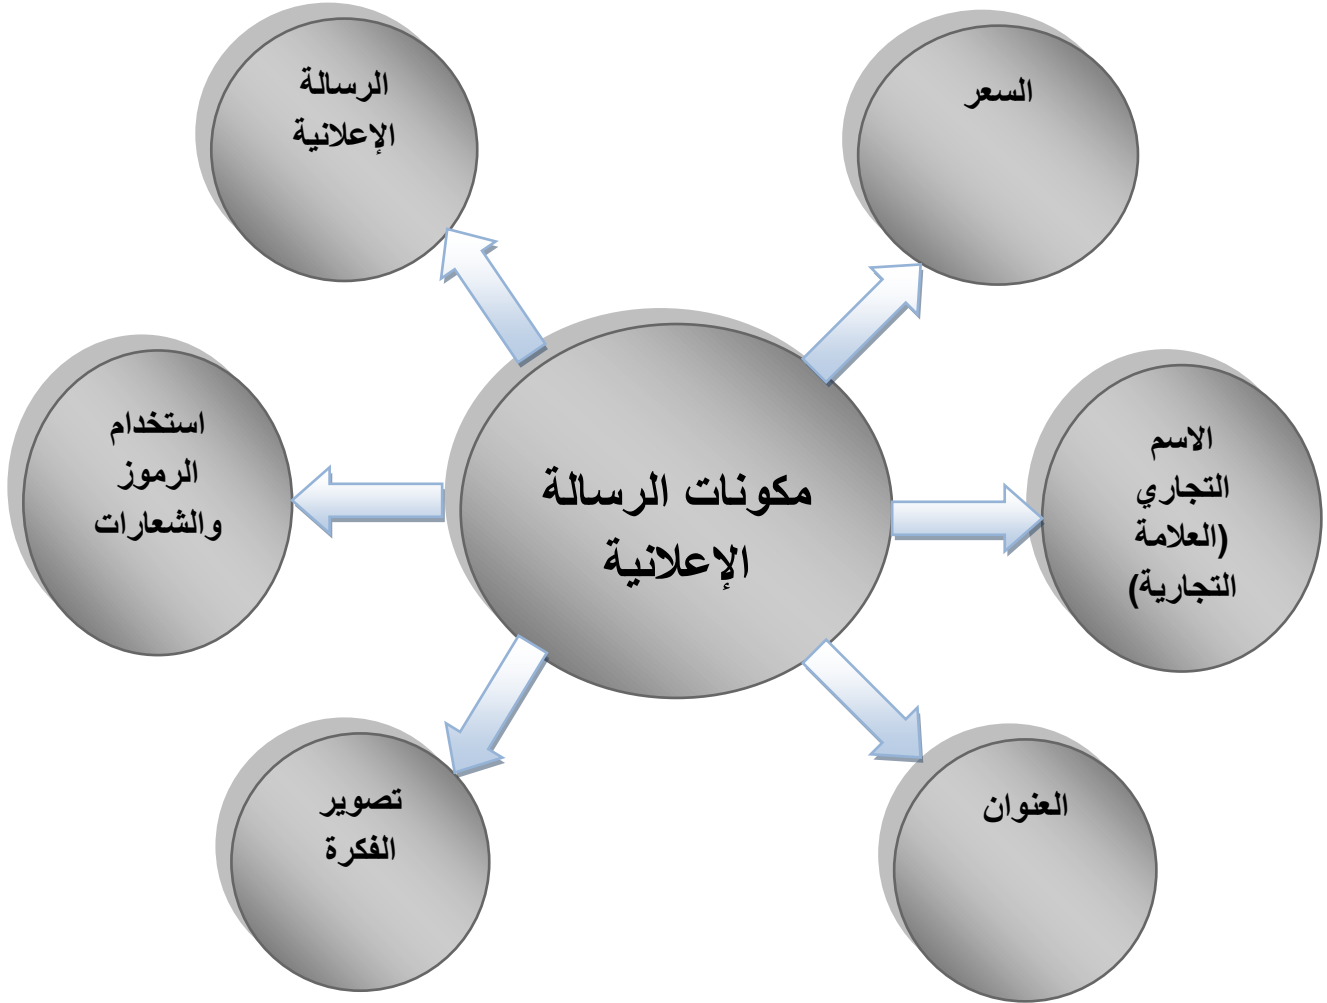 مكونات الرسالة
الإعلانية
السعر
الاسم
التجاري
(العلامة
التجارية)
العنوان
تصوير
الفكرة
استخدام
الرموز
والشعارات
الرسالة
الإعلانية